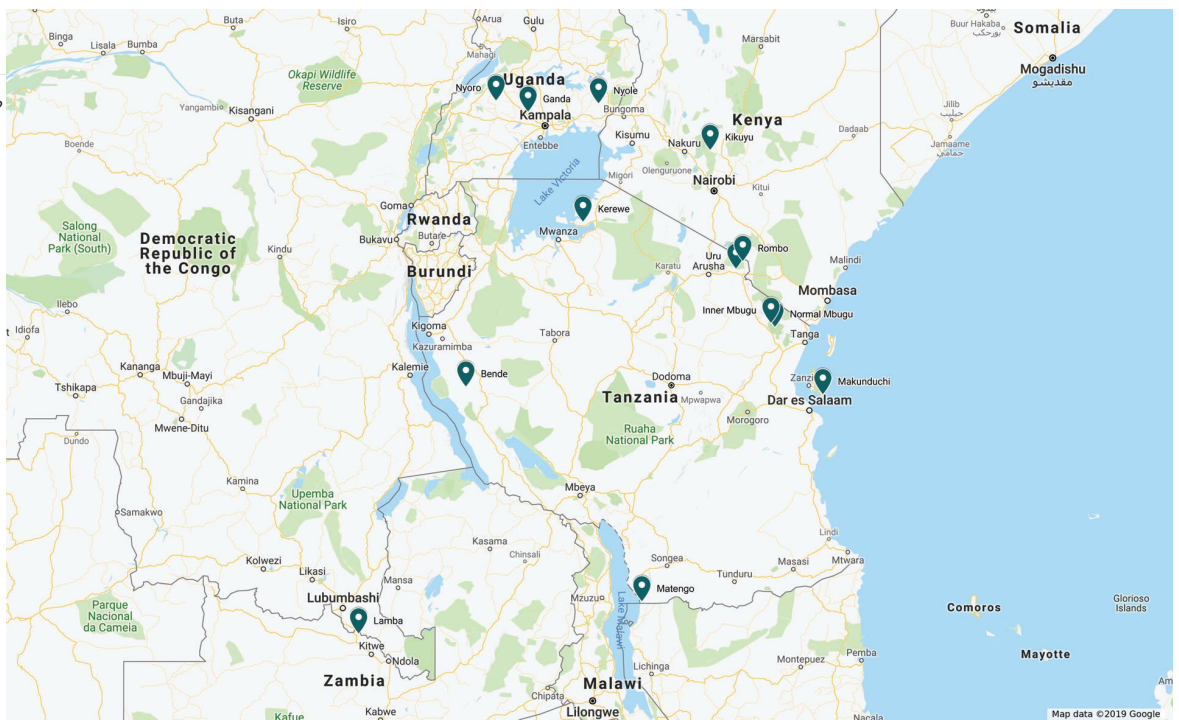 Buur Hakaba
بورحكب
Somalia
Mogadishu
مقديشو
Arua
Gulu
Buta
Isiro
Binga
Lisala
Bumba
Mahagi
Marsabit
Okapi Wildlife
Reserve
Uganda
Nyoro
Ganda
Nyole
Yangambi
Kisangani
Kampala
Bungoma
Kenya
Jilib
جيليب
Entebbe
Kisumu
Nakuru
Kikuyu
Dadaab
Jamaame
جمامي
Boende
Lake Victoria
Migori
Olenguruone
Nairobi
Kitui
Goma
Rwanda
Kerewe
Salong
National
Park (South)
Democratic
Republic of
the Congo
Kindu
Bukavu
Butare
Mwanza
Rombo
Uru
Arusha
Karatu
Malindi
Burundi
Mombasa
Ilebo
Inner Mbugu
Normal Mbugu
t Idiofa
Kigoma
Kazuramimba
Tabora
Tanga
Kananga
Mbuji-Mayi
Kalemie
Bende
Dodoma
Zanzi
Makunduchi
Tshikapa
Gandajika
Tanzania
Mpwapwa
Dar es Salaam
Mwene-Ditu
Morogoro
Dundo
Ruaha
National Park
Kamina
Upemba
National Park
Mbeya
Samakwo
Kasama
Chinsali
Lindi
Kolwezi
Likasi
Mansa
Songea
Masasi
Mtwara
Tunduru
Lubumbashi
Matengo
Mzuzu
Parque
Nacional
da Cameia
Lamba
Lake Malawi
Comoros
Glorioso
Islands
Kitwe
Ndola
Lichinga
Montepuez
Pemba
Mayotte
Zambia
Malawi
Chipata
Am
Kabwe
Lilongwe
Kafue
Nacala
Map data ©2019 Google